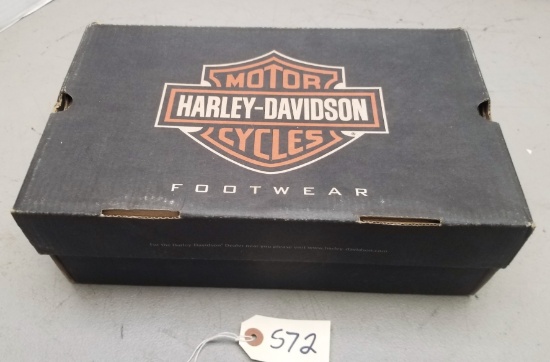 MOTOR
HARLEY-DAVIDSON
CYCLES
®
FOOTWEAR
572